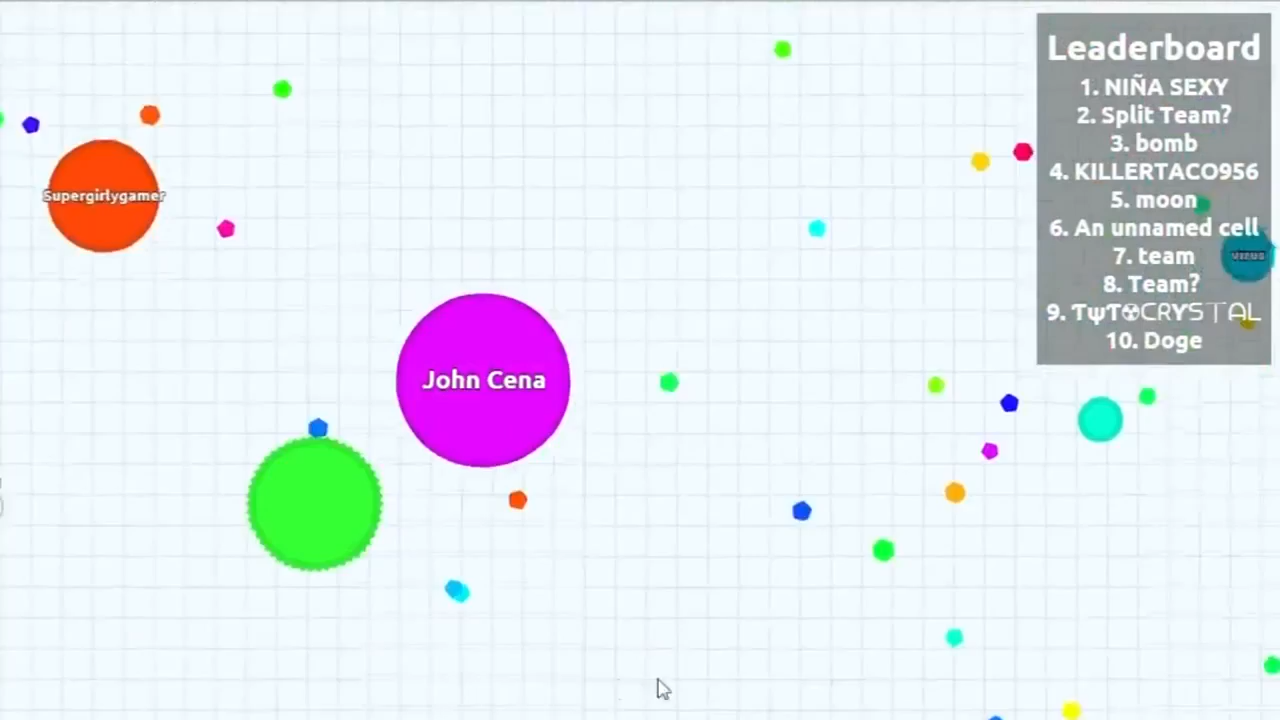 Leaderboard
1. NIÑA SEXY
2. Split Team?
3. bomb
4. KILLERTACO956
5. moon
6. An unnamed cell
7. team
8. Team?
9. ƬψƬ☢CRYSTAL
10. Doge
Supergirlygamer
John Cena